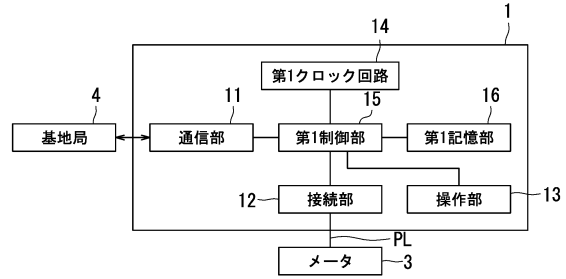 1
14
第1クロック回路
4
11
15
16
基地局
通信部
第1制御部
第1記憶部
12
接続部
操作部
13
PL
メータ
3